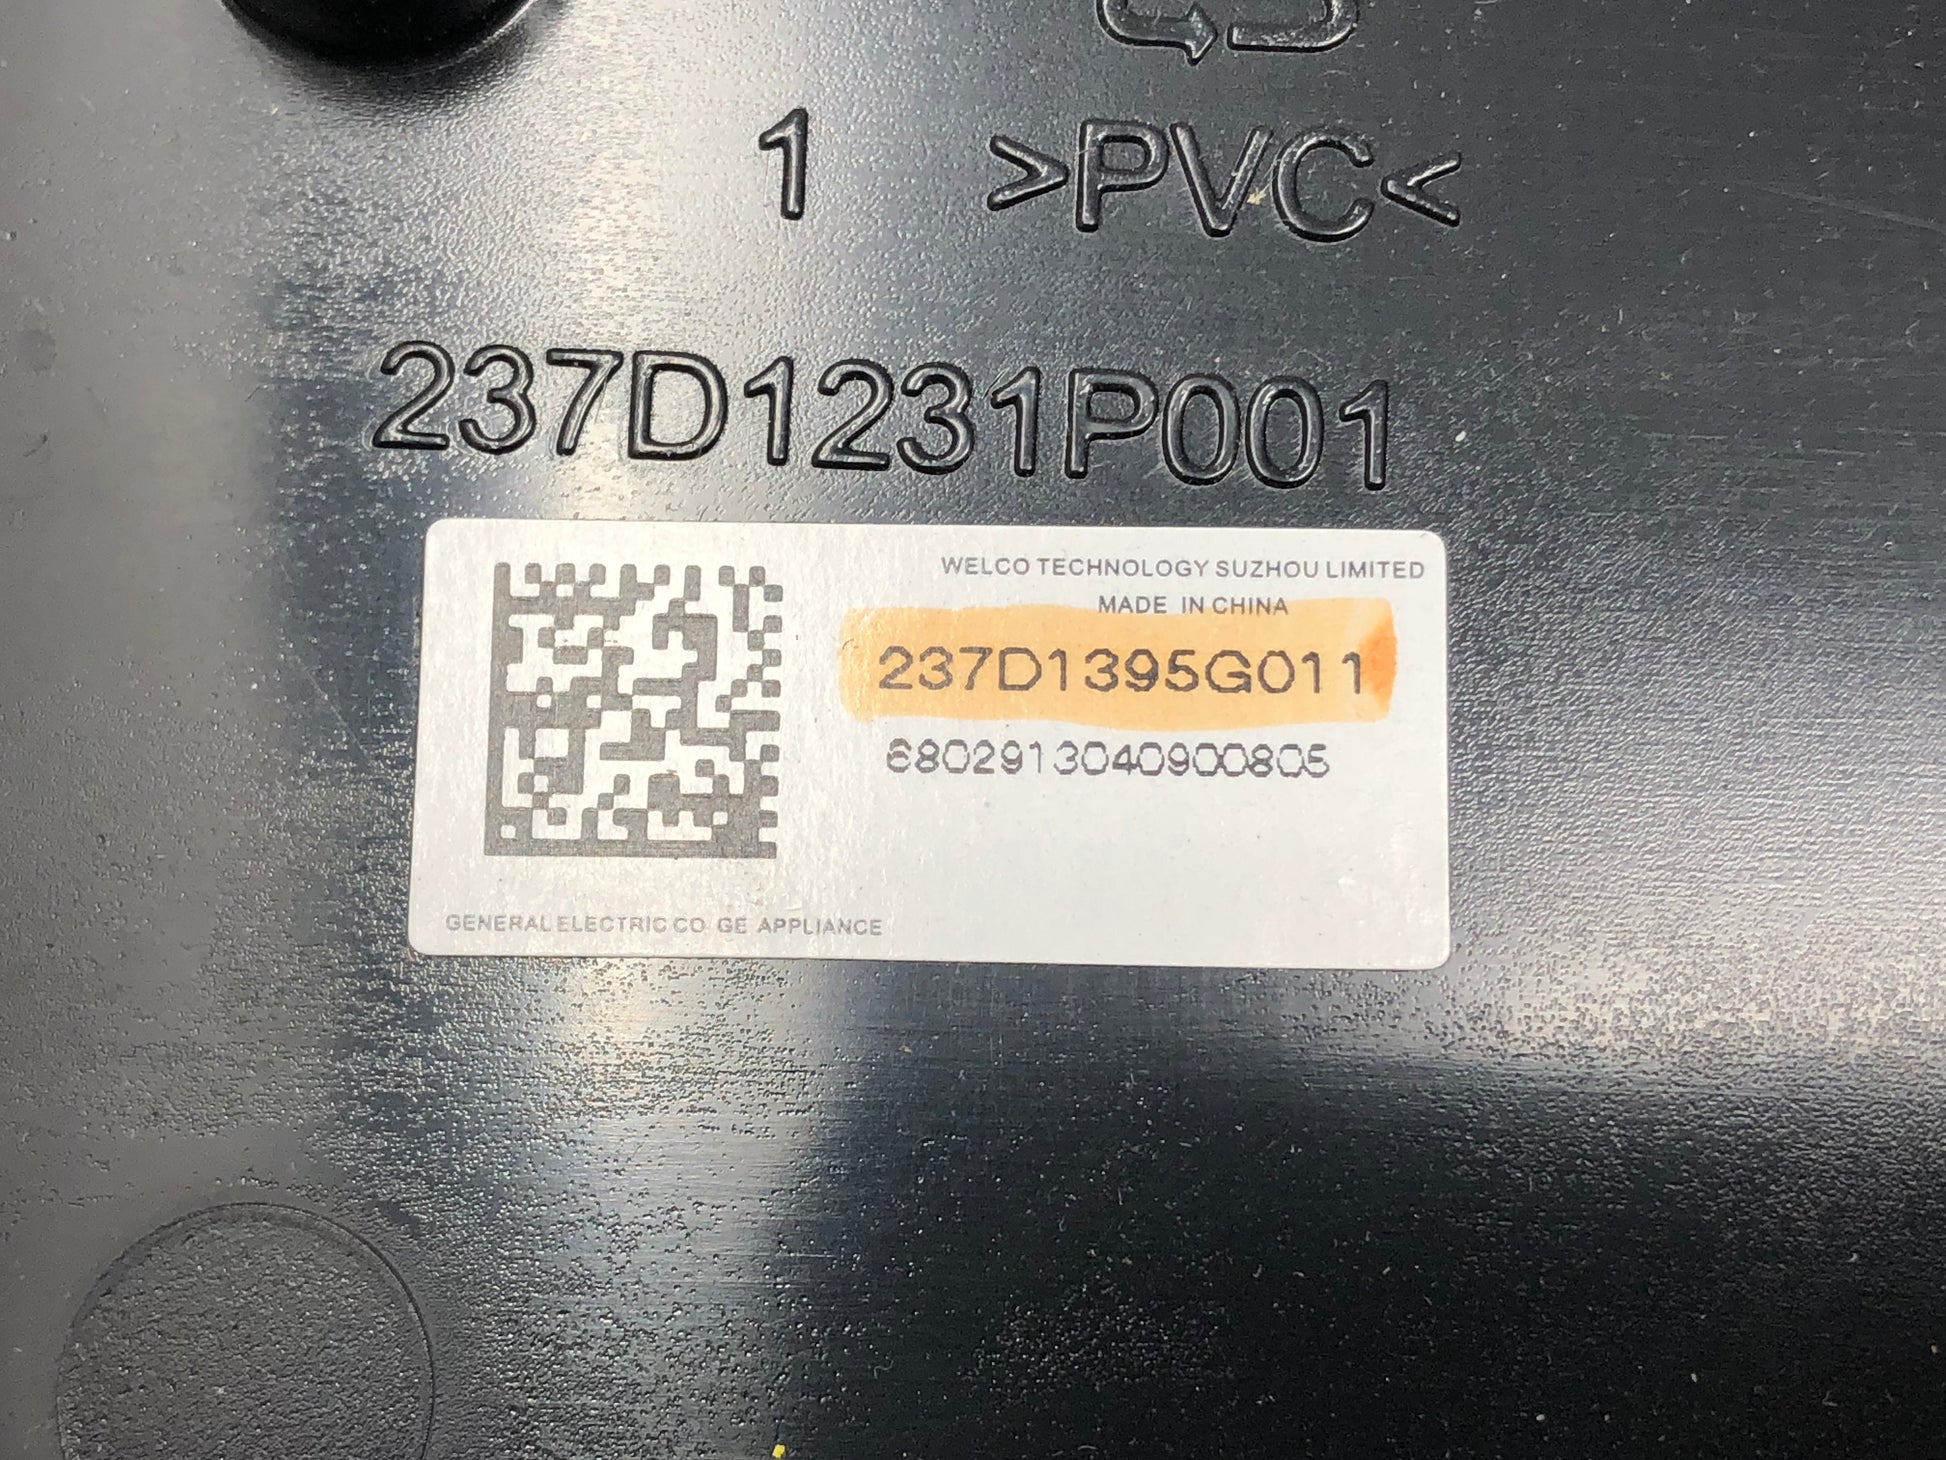 1 >PVC<
237D1231P001
WELCO TECHNOLOGY SUZHOU LIMITED
MADE IN CHINA
237D1395G011
6802913040900805
GENERAL ELECTRIC CO GE APPLIANCE